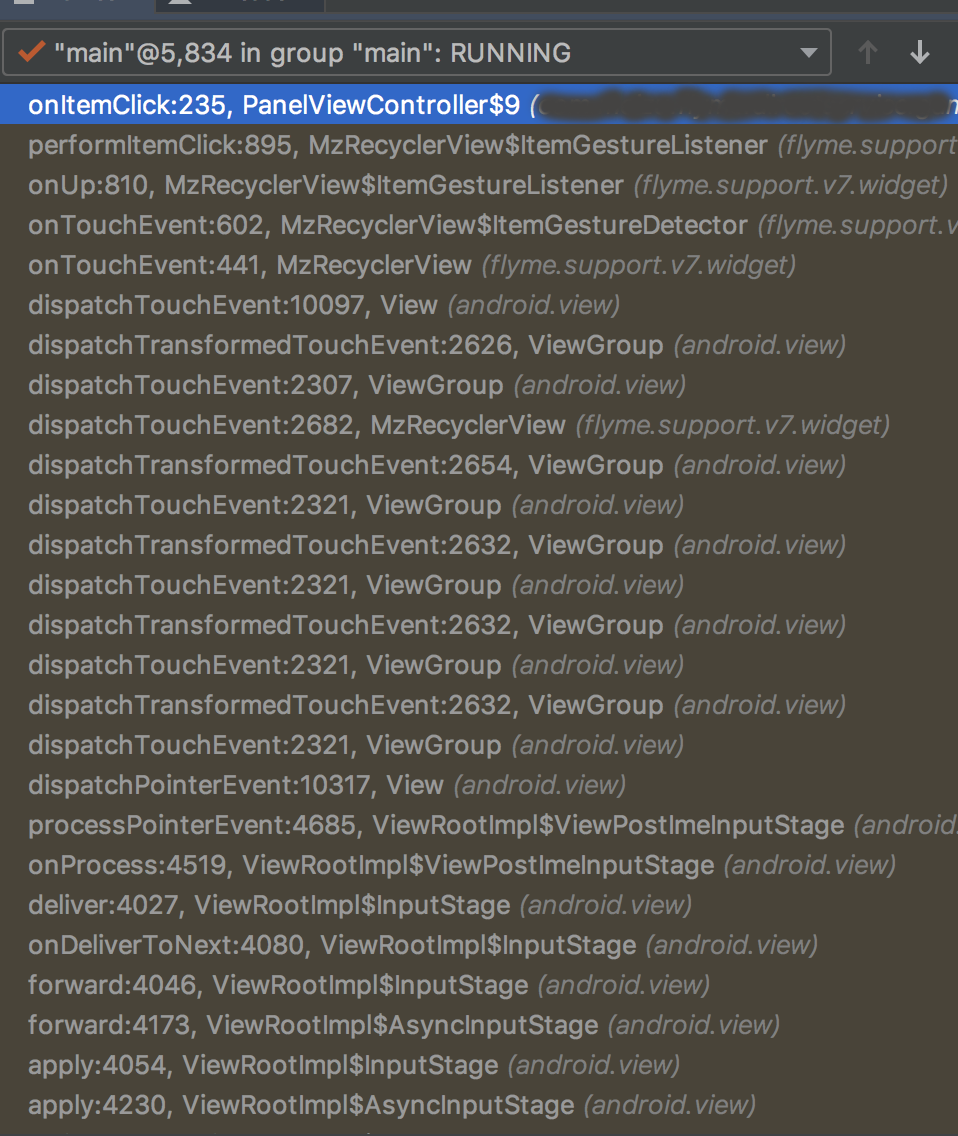 "main"@5,834 in group "main": RUNNING
onItemClick:235, PanelViewController$9 (
performItemClick:895, MzRecyclerView$ItemGestureListener (flyme.support
onUp:810, MzRecyclerView$ItemGestureListener (flyme.support.v7.widget)
onTouchEvent:602, MzRecyclerView$ItemGestureDetector (flyme.support.v
onTouchEvent:441, MzRecyclerView (flyme.support.v7.widget)
dispatchTouchEvent:10097, View (android.view)
dispatchTransformedTouchEvent:2626, ViewGroup (android.view)
dispatchTouchEvent:2307, ViewGroup (android.view)
dispatchTouchEvent:2682, MzRecyclerView (flyme.support.v7.widget)
dispatchTransformedTouchEvent:2654, ViewGroup (android.view)
dispatchTouchEvent:2321, ViewGroup (android.view)
dispatchTransformedTouchEvent:2632, ViewGroup (android.view)
dispatchTouchEvent:2321, ViewGroup (android.view)
dispatchTransformedTouchEvent:2632, ViewGroup (android.view)
dispatchTouchEvent:2321, ViewGroup (android.view)
dispatchTransformedTouchEvent:2632, ViewGroup (android.view)
dispatchTouchEvent:2321, ViewGroup (android.view)
dispatchPointerEvent:10317, View (android.view)
processPointerEvent:4685, ViewRootImpl$ViewPostImeInputStage (android.
onProcess:4519, ViewRootImpl$ViewPostImeInputStage (android.view)
deliver:4027, ViewRootImpl$InputStage (android.view)
onDeliverToNext:4080, ViewRootImpl$InputStage (android.view)
forward:4046, ViewRootImpl$InputStage (android.view)
forward:4173, ViewRootImpl$AsyncInputStage (android.view)
apply:4054, ViewRootImpl$InputStage (android.view)
apply:4230, ViewRootImpl$AsyncInputStage (android.view)